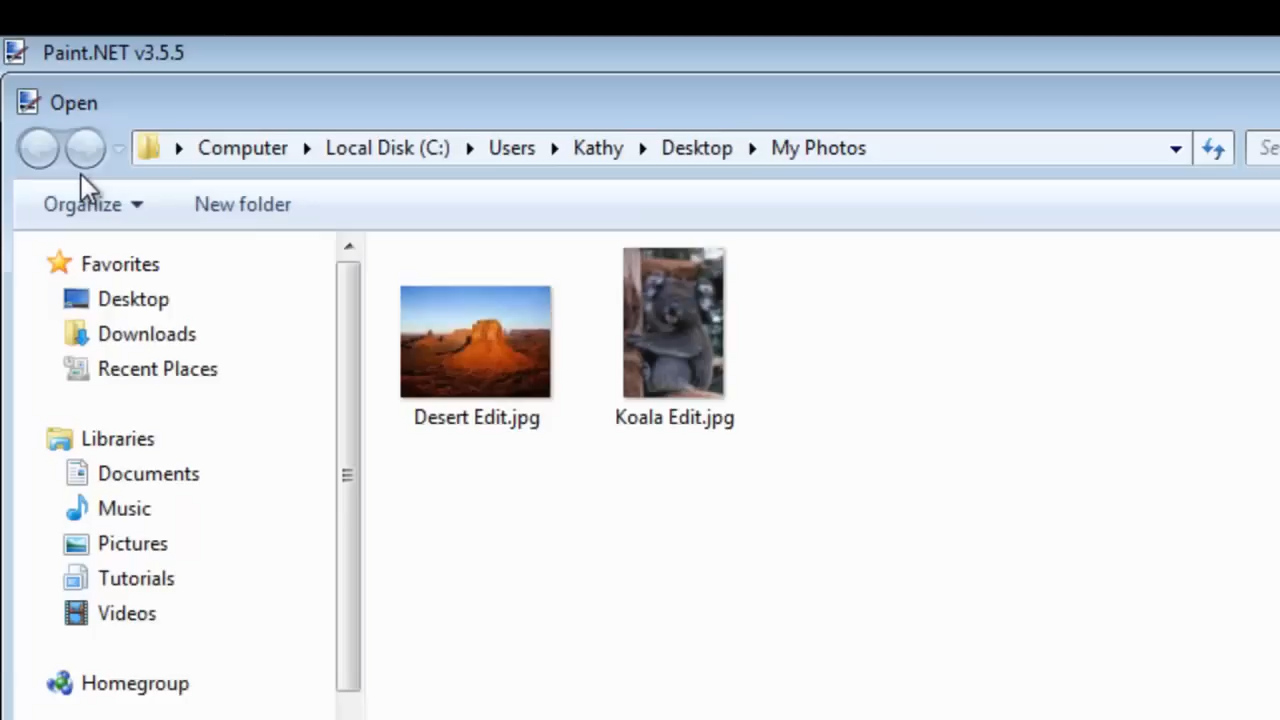 Paint.NET v3.5.5
Open
Computer Local Disk (C:) Users Kathy Desktop My Photos
Se
Organize New folder
Favorites
Desktop
Downloads
Recent Places
Libraries
Documents
Music
Pictures
Tutorials
Videos
Homegroup
Desert Edit.jpg
Koala Edit.jpg